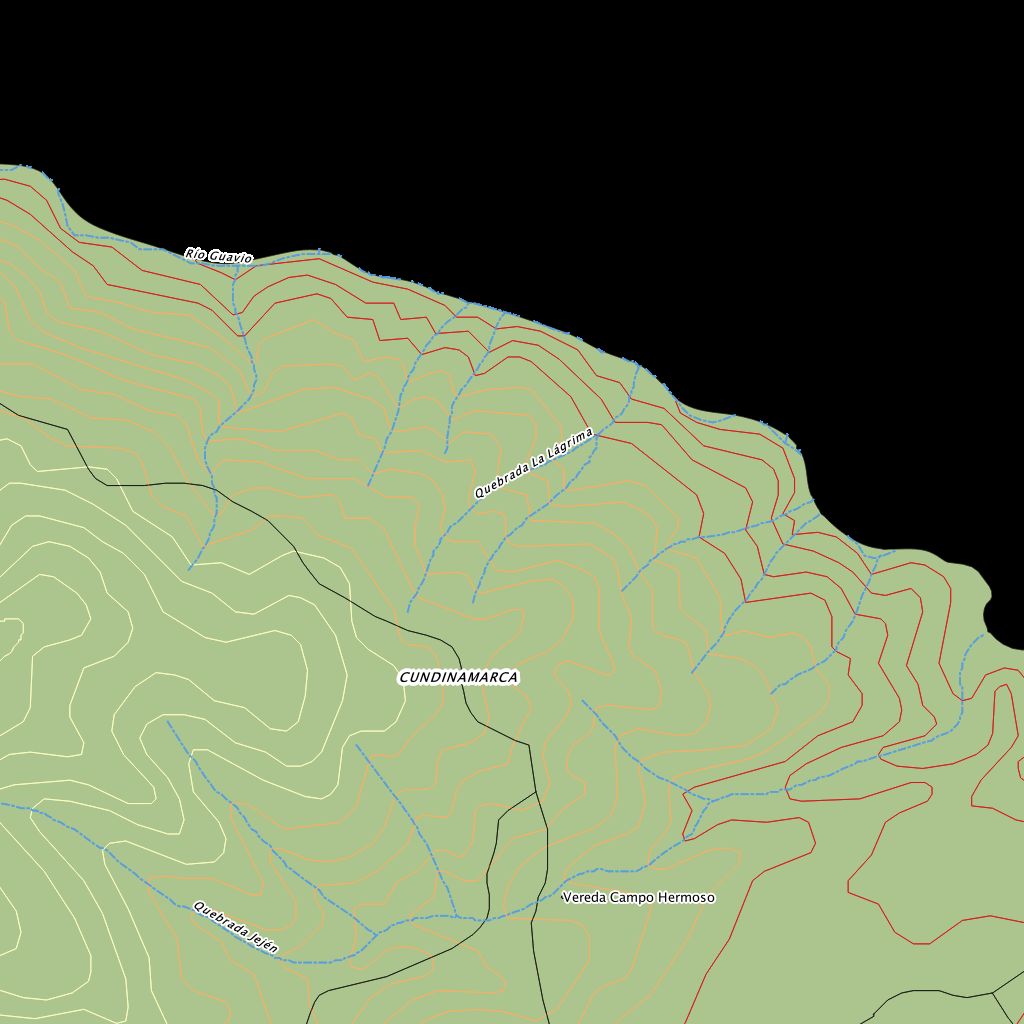 Río Guavio
Quebrada La Lágrima
CUNDINAMARCA
Vereda Campo Hermoso
Quebrada Jején